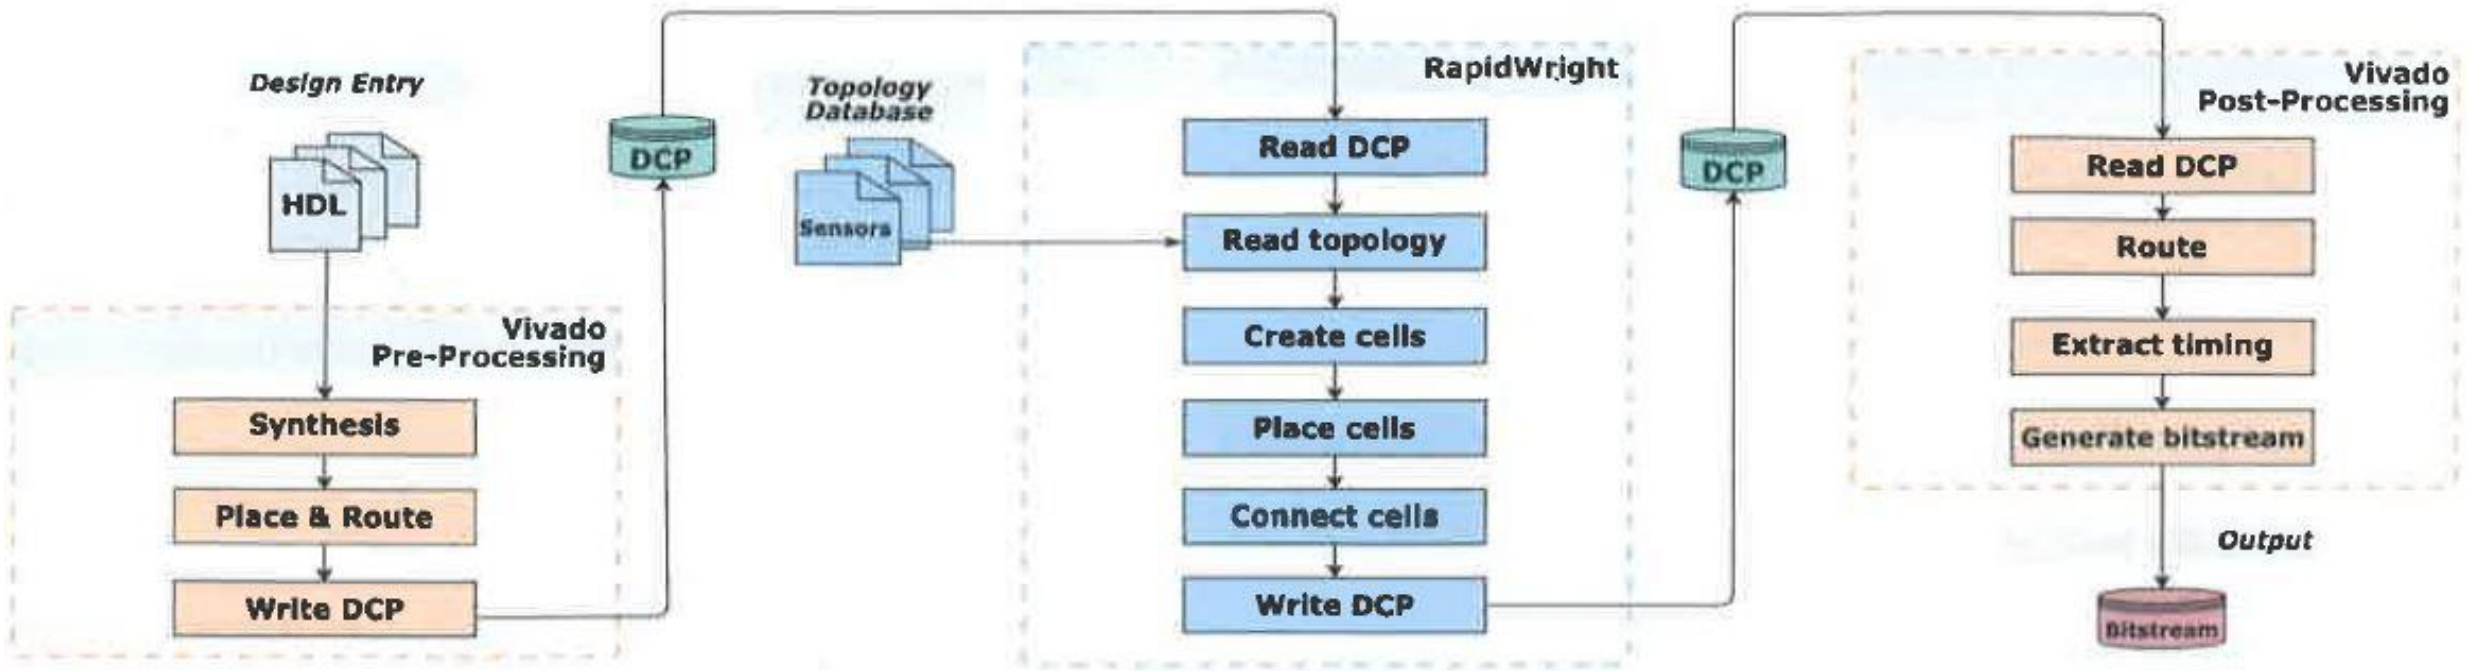 Design Entry
HDL
Vivado
Pre-Processing
Synthesis
Place & Route
Write DCP
DCP
Topology
Database
Sensors
RapidWright
Read DCP
Read topology
Create cells
Place cells
Connect cells
Write DCP
DCP
Vivado
Post-Processing
Read DCP
Route
Extract timing
Generate bitstream
Output
Bitstream